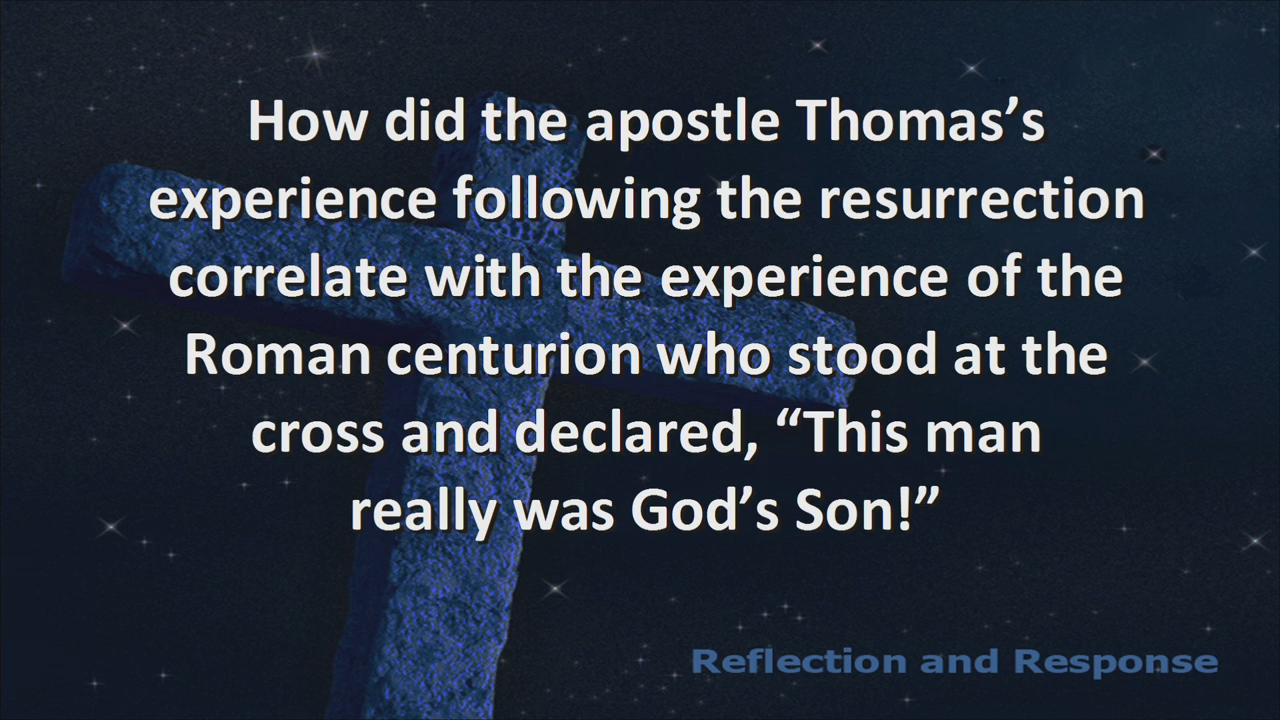 How did the apostle Thomas’s
experience following the resurrection
correlate with the experience of the
Roman centurion who stood at the
cross and declared, “This man
really was God’s Son!”
Reflection and Response